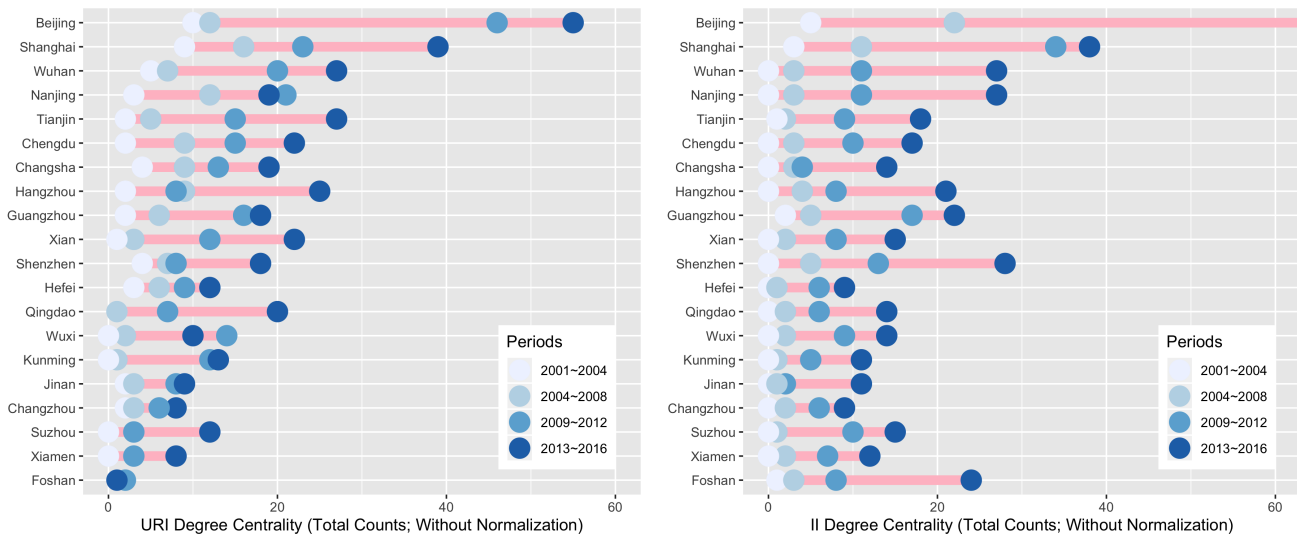 Beijing
Shanghai
Wuhan
Nanjing
Tianjin
Chengdu
Changsha
Hangzhou
Guangzhou
Xian
Shenzhen
Hefei
Qingdao
Wuxi
Kunming
Jinan
Changzhou
Suzhou
Xiamen
Foshan
Periods
2001~2004
2004~2008
2009~2012
2013~2016
0 20 40 60
URI Degree Centrality (Total Counts; Without Normalization)
Beijing
Shanghai
Wuhan
Nanjing
Tianjin
Chengdu
Changsha
Hangzhou
Guangzhou
Xian
Shenzhen
Hefei
Qingdao
Wuxi
Kunming
Jinan
Changzhou
Suzhou
Xiamen
Foshan
Periods
2001~2004
2004~2008
2009~2012
2013~2016
0 20 40 60
II Degree Centrality (Total Counts; Without Normalization)